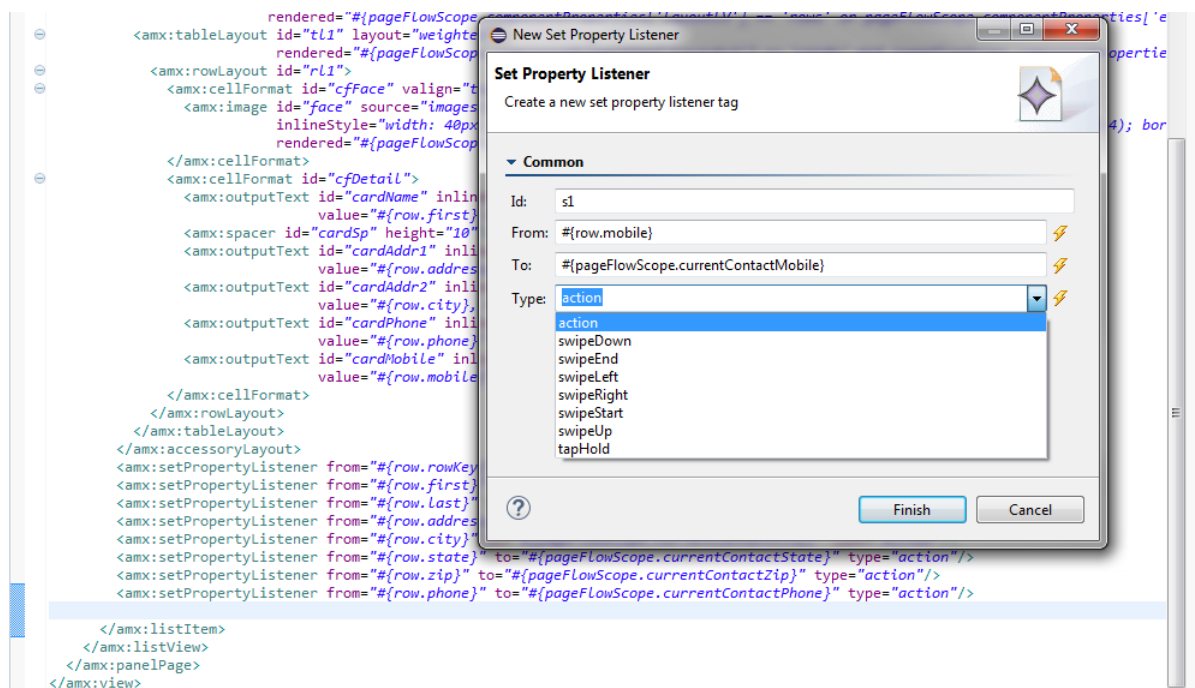 rendered="#{pageFlowScope.componentProperties['layoutLV'] == 'rows' or pageFlowScope.componentProperties['e
<amx:tableLayout id="tl1" layout="weighte
rendered="#{pageFlowScop
opertie
<amx:rowLayout id="rl1">
<amx:cellFormat id="cfFace" valign="t
<amx:image id="face" source="images
inlineStyle="width: 40px
4); bor
rendered="#{pageFlowScop
</amx:cellFormat>
<amx:cellFormat id="cfDetail">
<amx:outputText id="cardName" inlin
value="#{row.first}
<amx:spacer id="cardSp" height="10"
<amx:outputText id="cardAddr1" inli
value="#{row.addres
<amx:outputText id="cardAddr2" inli
value="#{row.city},
<amx:outputText id="cardPhone" inli
value="#{row.phone}
<amx:outputText id="cardMobile" inl
value="#{row.mobile
</amx:cellFormat>
</amx:rowLayout>
</amx:tableLayout>
</amx:accessoryLayout>
<amx:setPropertyListener from="#{row.rowKey
<amx:setPropertyListener from="#{row.first}
<amx:setPropertyListener from="#{row.last}"
<amx:setPropertyListener from="#{row.addres
<amx:setPropertyListener from="#{row.city}"
<amx:setPropertyListener from="#{row.state}" to="#{pageFlowScope.currentContactState}" type="action"/>
<amx:setPropertyListener from="#{row.zip}" to="#{pageFlowScope.currentContactZip}" type="action"/>
<amx:setPropertyListener from="#{row.phone}" to="#{pageFlowScope.currentContactPhone}" type="action"/>
</amx:listItem>
</amx:listView>
</amx:panelPage>
</amx:view>
New Set Property Listener
Set Property Listener
Create a new set property listener tag
Common
Id: s1
From: #{row.mobile}
To: #{pageFlowScope.currentContactMobile}
Type: action
action
swipeDown
swipeEnd
swipeLeft
swipeRight
swipeStart
swipeUp
tapHold
?
Finish Cancel